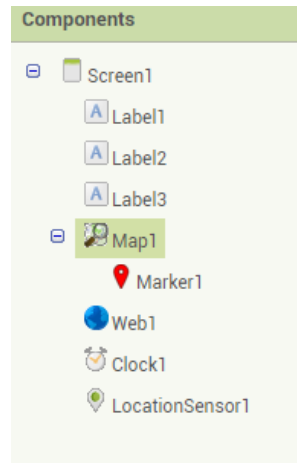 Components
Screen1
A Label1
A Label2
A Label3
Map1
Marker1
Web1
Clock1
LocationSensor1